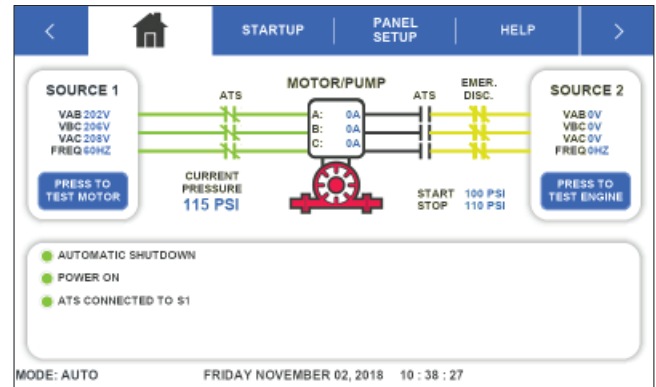 <
STARTUP
PANEL
SETUP
HELP
>
SOURCE 1
VAB 202V
VBC 206V
VAC 208V
FREQ 60HZ
PRESS TO
TEST MOTOR
ATS
MOTOR/PUMP
A: 0A
B: 0A
C: 0A
ATS
EMER.
DISC.
SOURCE 2
VAB 0V
VBC 0V
VAC 0V
FREQ 0HZ
PRESS TO
TEST ENGINE
CURRENT
PRESSURE
115 PSI
START 100 PSI
STOP 110 PSI
AUTOMATIC SHUTDOWN
POWER ON
ATS CONNECTED TO S1
MODE: AUTO FRIDAY NOVEMBER 02, 2018 10 : 38 : 27